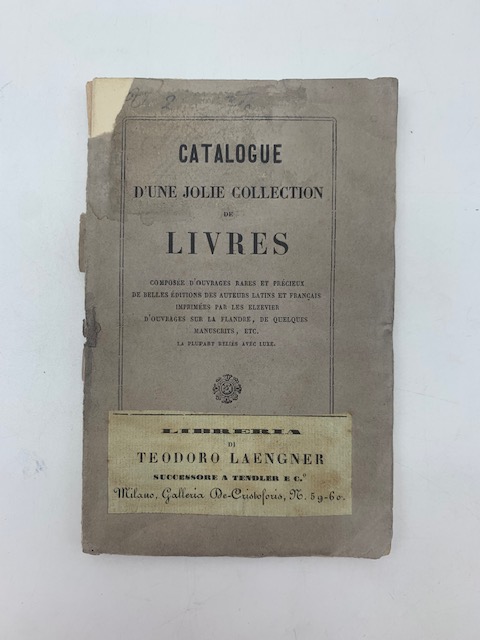 CATALOGUE
D'UNE JOLIE COLLECTION
DE
LIVRES
COMPOSÉE D'OUVRAGES RARES ET PRÉCIEUX
DE BELLES ÉDITIONS DES AUTEURS LATINS ET FRANÇAIS
IMPRIMÉES PAR LES ELZEVIER
D'OUVRAGES SUR LA FLANDRE, DE QUELQUES
MANUSCRITS, ETC.
LA PLUPART RELIÉS AVEC LUXE.
LIBRERIA
DI
TEODORO LAENGNER
SUCCESSORE A TENDLER E C.º
Milano, Galleria De-Cristoforis, N. 59-60.